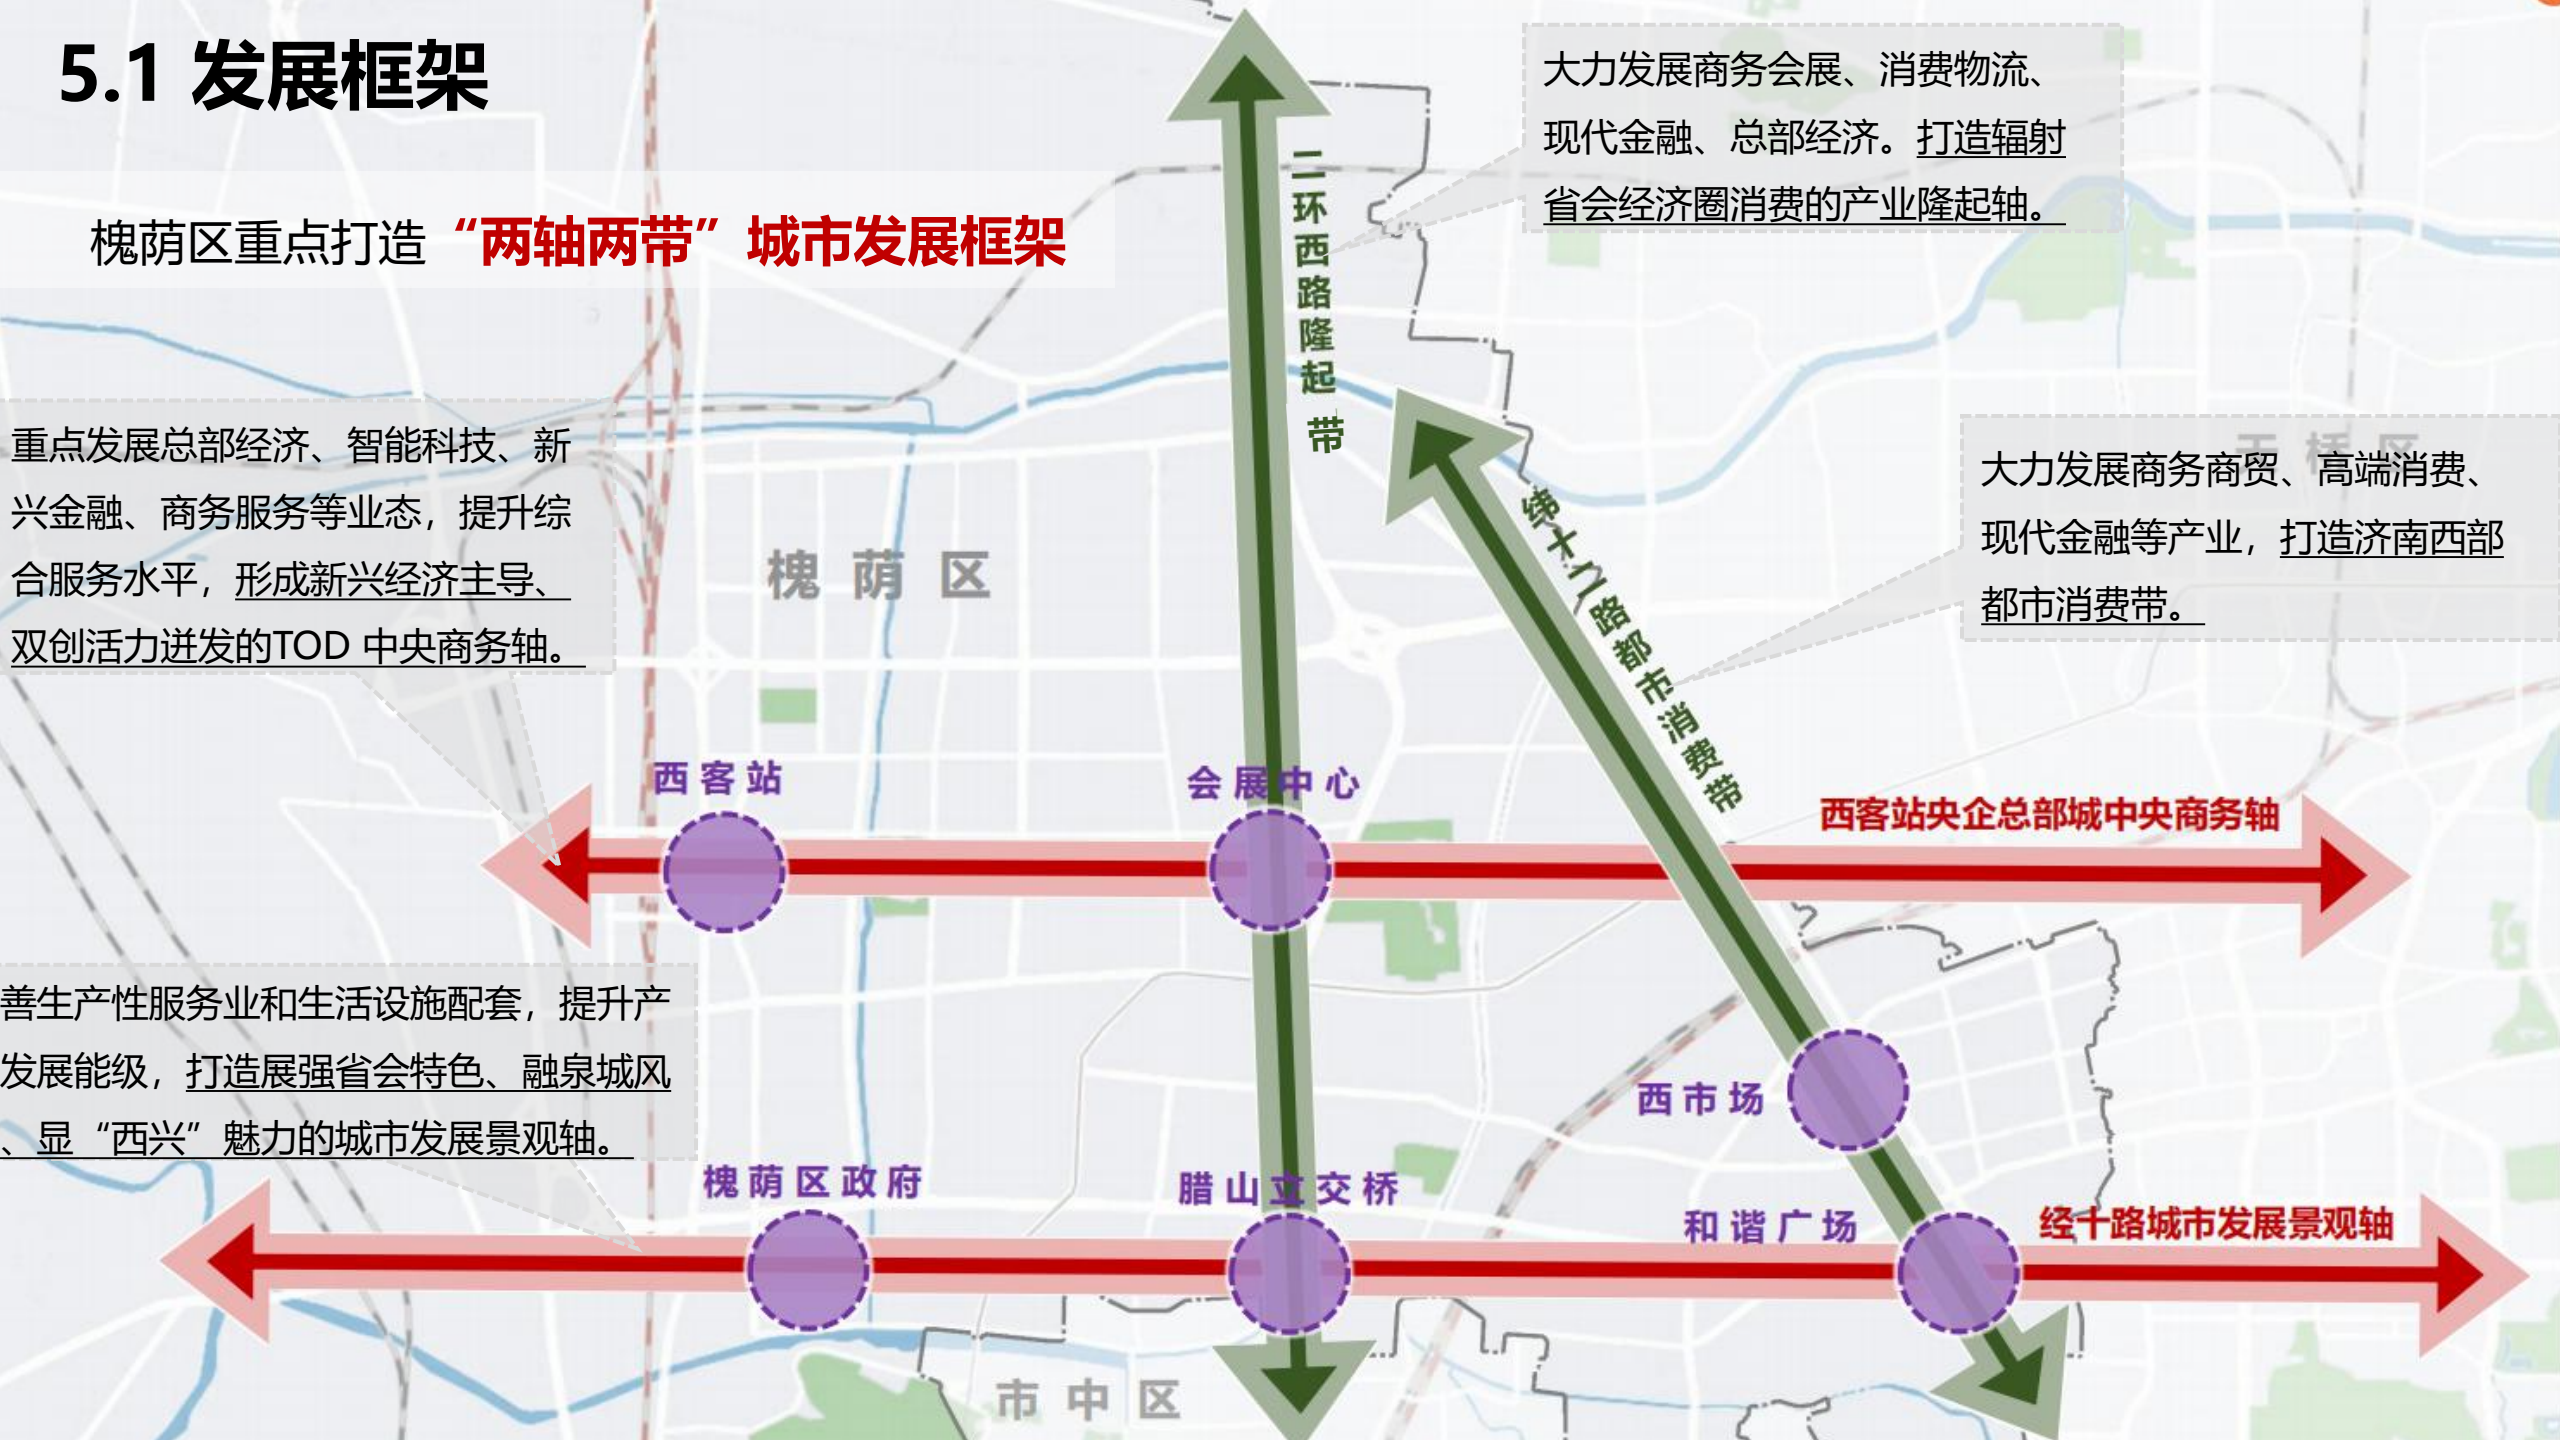 5.1 发展框架
槐荫区重点打造“两轴两带”城市发展框架
大力发展商务会展、消费物流、
现代金融、总部经济。打造辐射
省会经济圈消费的产业隆起轴。
二环西路隆起带
重点发展总部经济、智能科技、新
兴金融、商务服务等业态，提升综
合服务水平，形成新兴经济主导、
双创活力迸发的TOD 中央商务轴。
天桥区
大力发展商务商贸、高端消费、
现代金融等产业，打造济南西部
都市消费带。
纬十二路都市消费带
槐荫区
西客站
会展中心
西客站央企总部城中央商务轴
善生产性服务业和生活设施配套，提升产
发展能级，打造展强省会特色、融泉城风
、显“西兴”魅力的城市发展景观轴。
西市场
槐荫区政府
腊山立交桥
和谐广场
经十路城市发展景观轴
市中区